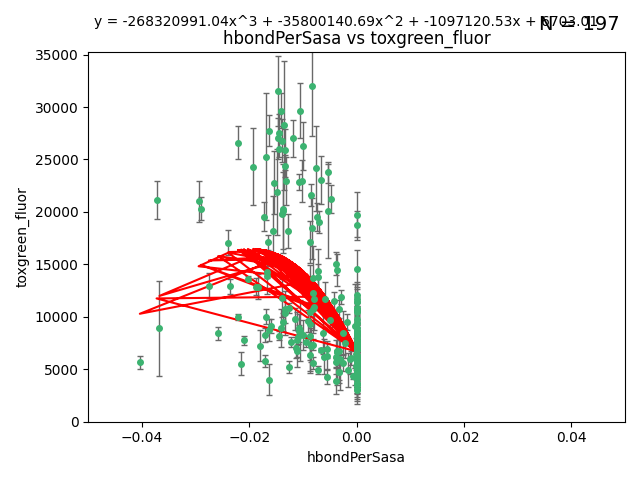 y = -268320991.04x^3 + -35800140.69x^2 + -1097120.53x + 6703.01
N = 197
hbondPerSasa vs toxgreen_fluor
35000
30000
25000
20000
15000
10000
5000
0
toxgreen_fluor
−0.04
−0.02
0.00
0.02
0.04
hbondPerSasa